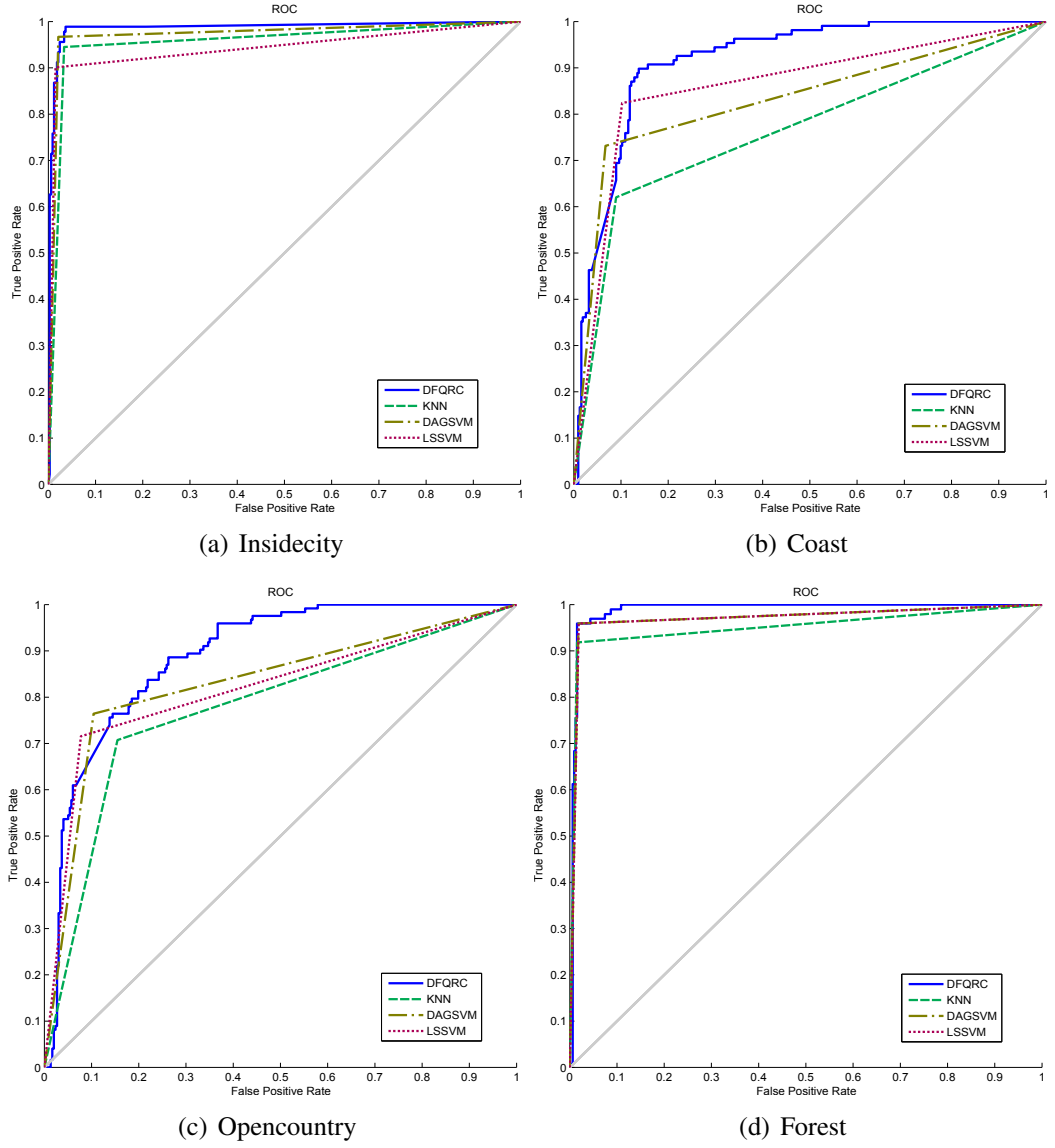 ROC
1
0.9
0.8
0.7
0.6
0.5
0.4
0.3
0.2
0.1
0
True Positive Rate
DFQRC
KNN
DAGSVM
LSSVM
0 0.1 0.2 0.3 0.4 0.5 0.6 0.7 0.8 0.9 1
False Positive Rate
(a) Insidecity
ROC
1
0.9
0.8
0.7
0.6
0.5
0.4
0.3
0.2
0.1
0
True Positive Rate
DFQRC
KNN
DAGSVM
LSSVM
0 0.1 0.2 0.3 0.4 0.5 0.6 0.7 0.8 0.9 1
False Positive Rate
(b) Coast
ROC
1
0.9
0.8
0.7
0.6
0.5
0.4
0.3
0.2
0.1
0
True Positive Rate
DFQRC
KNN
DAGSVM
LSSVM
0 0.1 0.2 0.3 0.4 0.5 0.6 0.7 0.8 0.9 1
False Positive Rate
(c) Opencountry
ROC
1
0.9
0.8
0.7
0.6
0.5
0.4
0.3
0.2
0.1
0
True Positive Rate
DFQRC
KNN
DAGSVM
LSSVM
0 0.1 0.2 0.3 0.4 0.5 0.6 0.7 0.8 0.9 1
False Positive Rate
(d) Forest